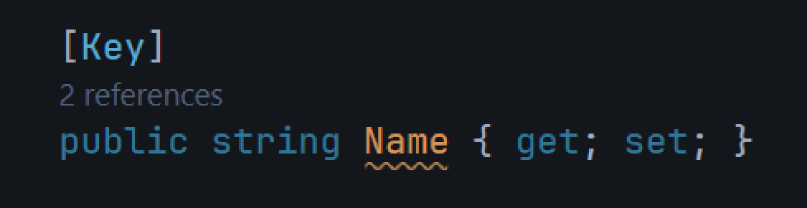 [Key]
2 references
public string Name { get; set; }